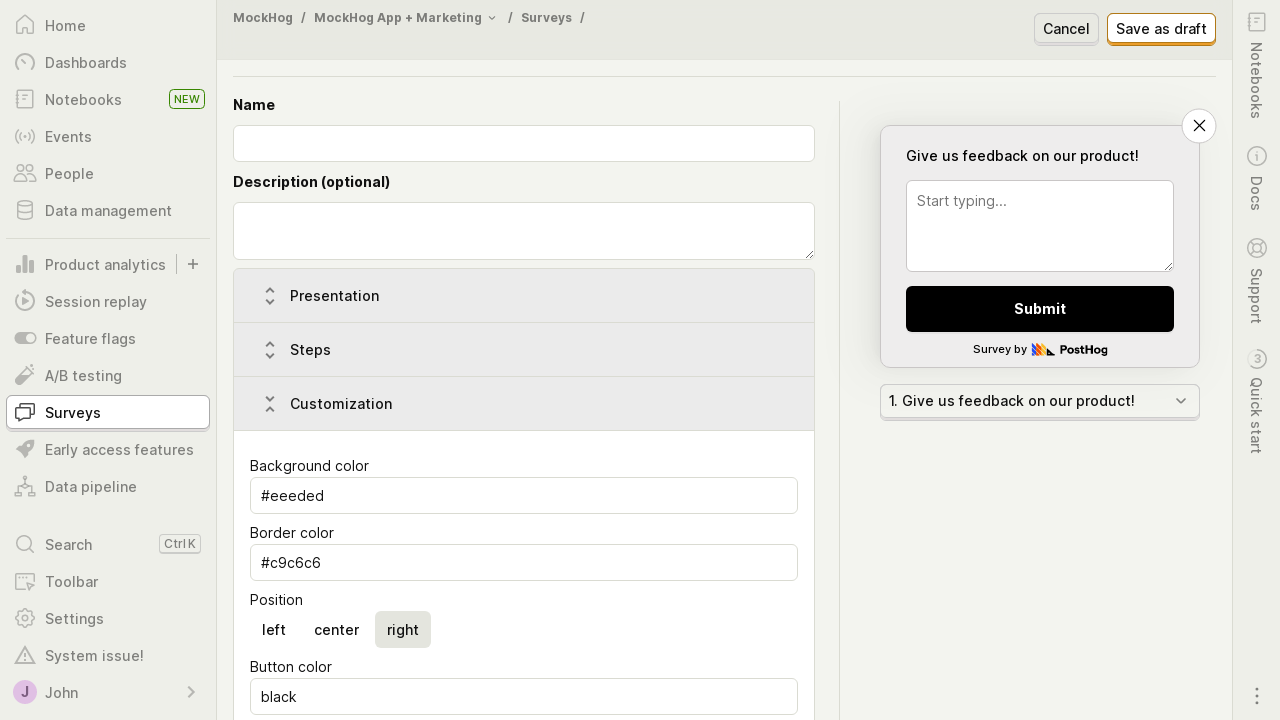 Home
Dashboards
Notebooks NEW
Events
People
Data management
Product analytics
Session replay
Feature flags
A/B testing
Surveys
Early access features
Data pipeline
Search Ctrl K
Toolbar
Settings
System issue!
J John
MockHog / MockHog App + Marketing / Surveys /
Cancel
Save as draft
Name
Description (optional)
Presentation
Steps
Customization
Background color
#eeeded
Border color
#c9c6c6
Position
left center right
Button color
black
Give us feedback on our product!
Start typing...
Submit
Survey by PostHog
1. Give us feedback on our product!
Notebooks
Docs
Support
3 Quick start